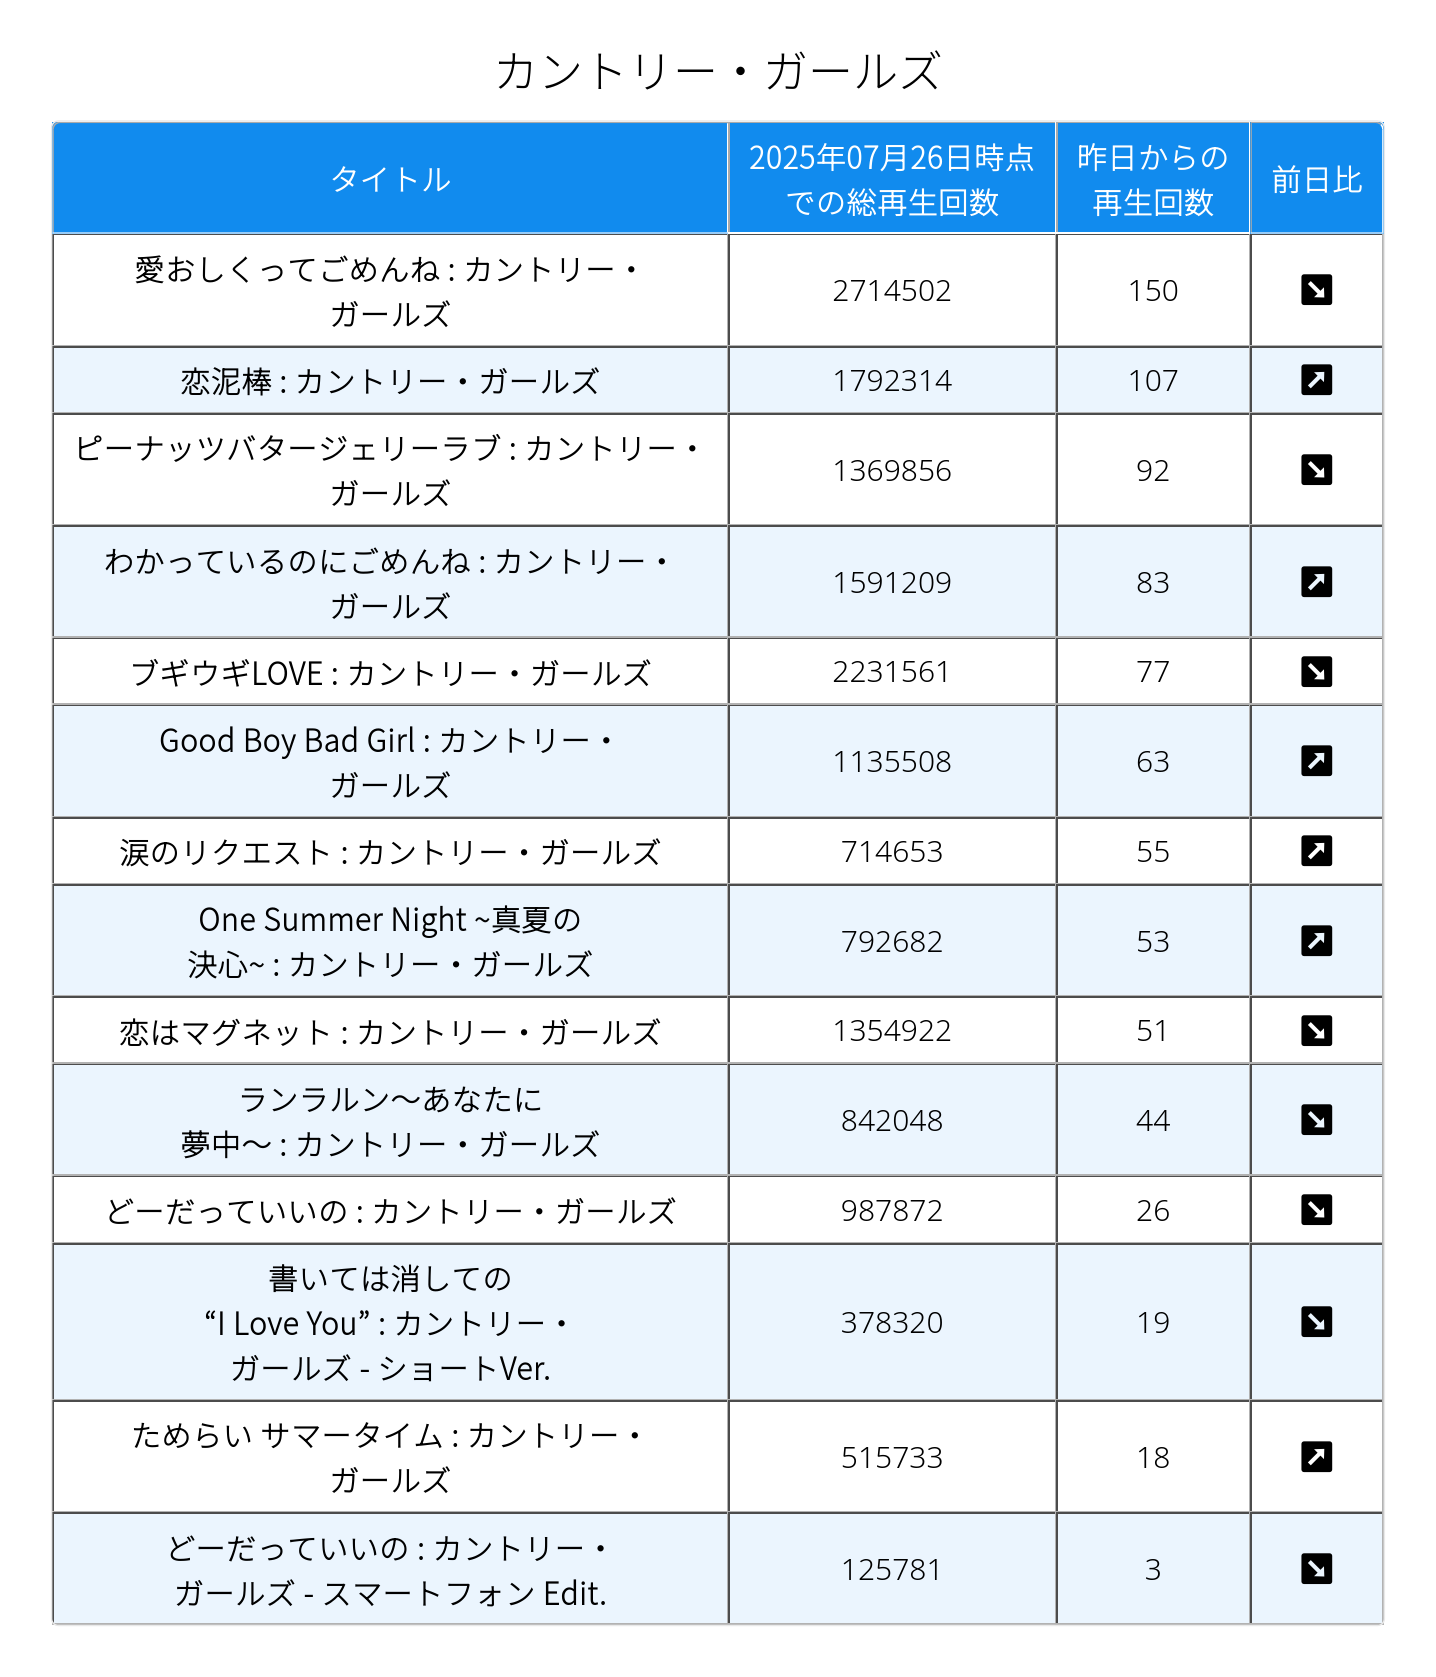 カントリー・ガールズ
タイトル
2025年07月26日時点
での総再生回数
昨日からの
再生回数
前日比
愛おしくってごめんね : カントリー・
ガールズ
2714502
150
恋泥棒 : カントリー・ガールズ
1792314
107
ピーナッツバタージェリーラブ : カントリー・
ガールズ
1369856
92
わかっているのにごめんね : カントリー・
ガールズ
1591209
83
ブギウギLOVE : カントリー・ガールズ
2231561
77
Good Boy Bad Girl : カントリー・
ガールズ
1135508
63
涙のリクエスト : カントリー・ガールズ
714653
55
One Summer Night ~真夏の
決心~ : カントリー・ガールズ
792682
53
恋はマグネット : カントリー・ガールズ
1354922
51
ランラルン～あなたに
夢中～ : カントリー・ガールズ
842048
44
どーだっていいの : カントリー・ガールズ
987872
26
書いては消しての
“I Love You” : カントリー・
ガールズ - ショートVer.
378320
19
ためらい サマータイム : カントリー・
ガールズ
515733
18
どーだっていいの : カントリー・
ガールズ - スマートフォン Edit.
125781
3